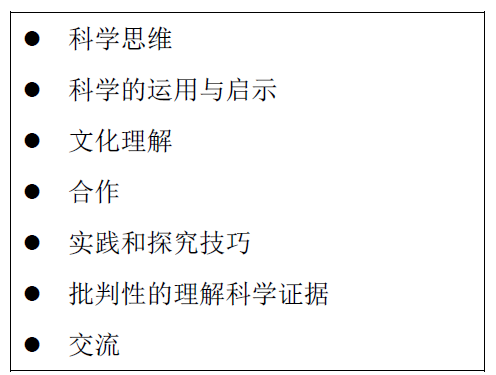 ● 科学思维
● 科学的运用与启示
● 文化理解
● 合作
● 实践和探究技巧
● 批判性的理解科学证据
● 交流